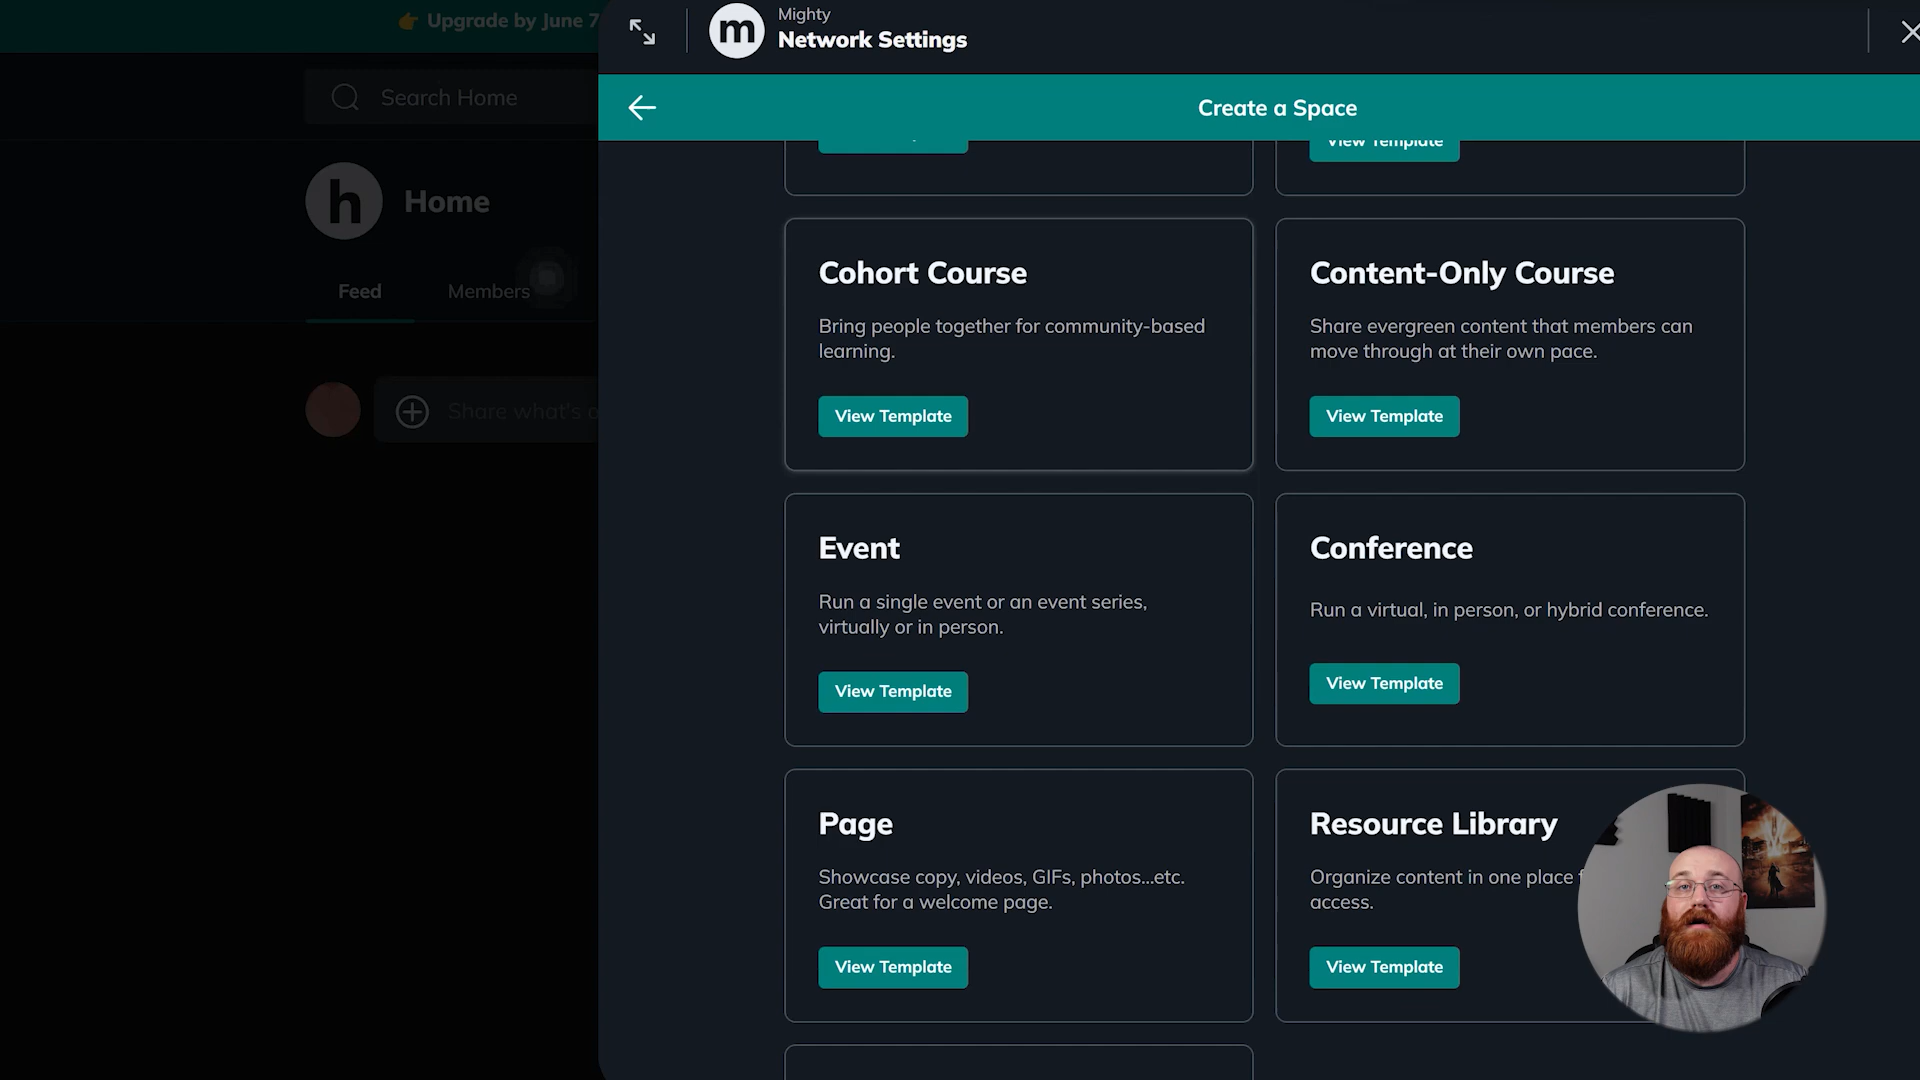 👉 Upgrade by June 7
Mighty
Network Settings
m
Search Home
Create a Space
View Template
h
Home
Feed
Members
Share what's
Cohort Course
Bring people together for community-based
learning.
View Template
Content-Only Course
Share evergreen content that members can
move through at their own pace.
View Template
Event
Run a single event or an event series,
virtually or in person.
View Template
Conference
Run a virtual, in person, or hybrid conference.
View Template
Page
Showcase copy, videos, GIFs, photos...etc.
Great for a welcome page.
View Template
Resource Library
Organize content in one place
access.
View Template